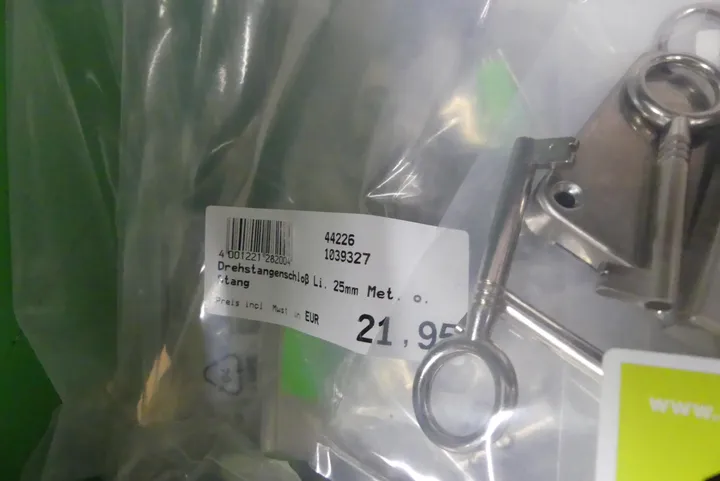 44226
4 001221 282004
1039327
Drehstangenschloß Li. 25mm Met. o.
Stang
Preis incl. Mwst in EUR
21,95
www.